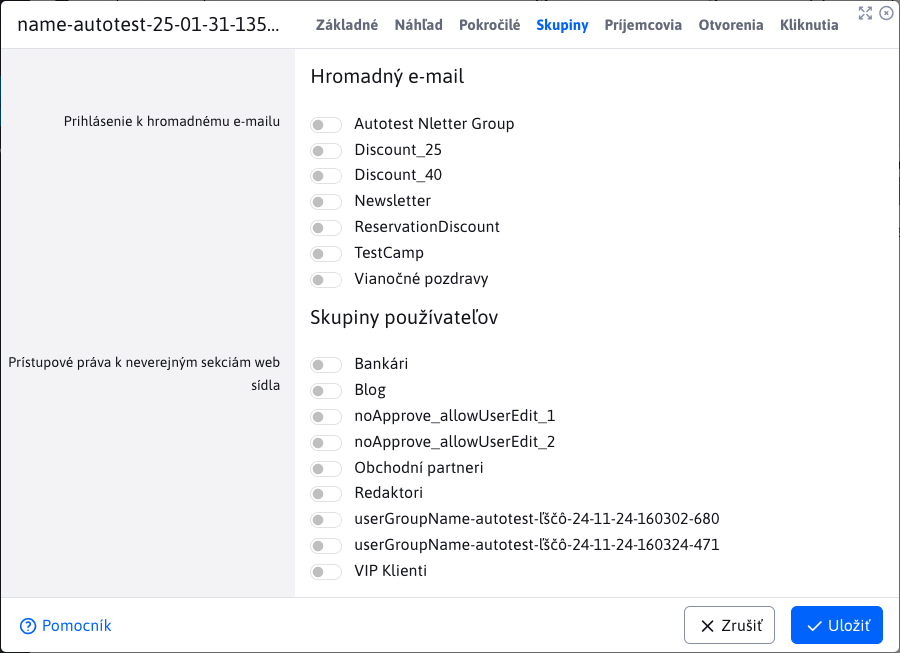 name-autotest-25-01-31-135...
Základné Náhľad Pokročilé Skupiny Príjemcovia Otvorenia Kliknutia
Hromadný e-mail
Prihlásenie k hromadnému e-mailu
Autotest Nletter Group
Discount_25
Discount_40
Newsletter
ReservationDiscount
TestCamp
Vianočné pozdravy
Skupiny používateľov
Prístupové práva k neverejným sekciám web
sídla
Bankári
Blog
noApprove_allowUserEdit_1
noApprove_allowUserEdit_2
Obchodní partneri
Redaktori
userGroupName-autotest-ľščô-24-11-24-160302-680
userGroupName-autotest-ľščô-24-11-24-160324-471
VIP Klienti
Pomocník
Zrušiť
Uložiť